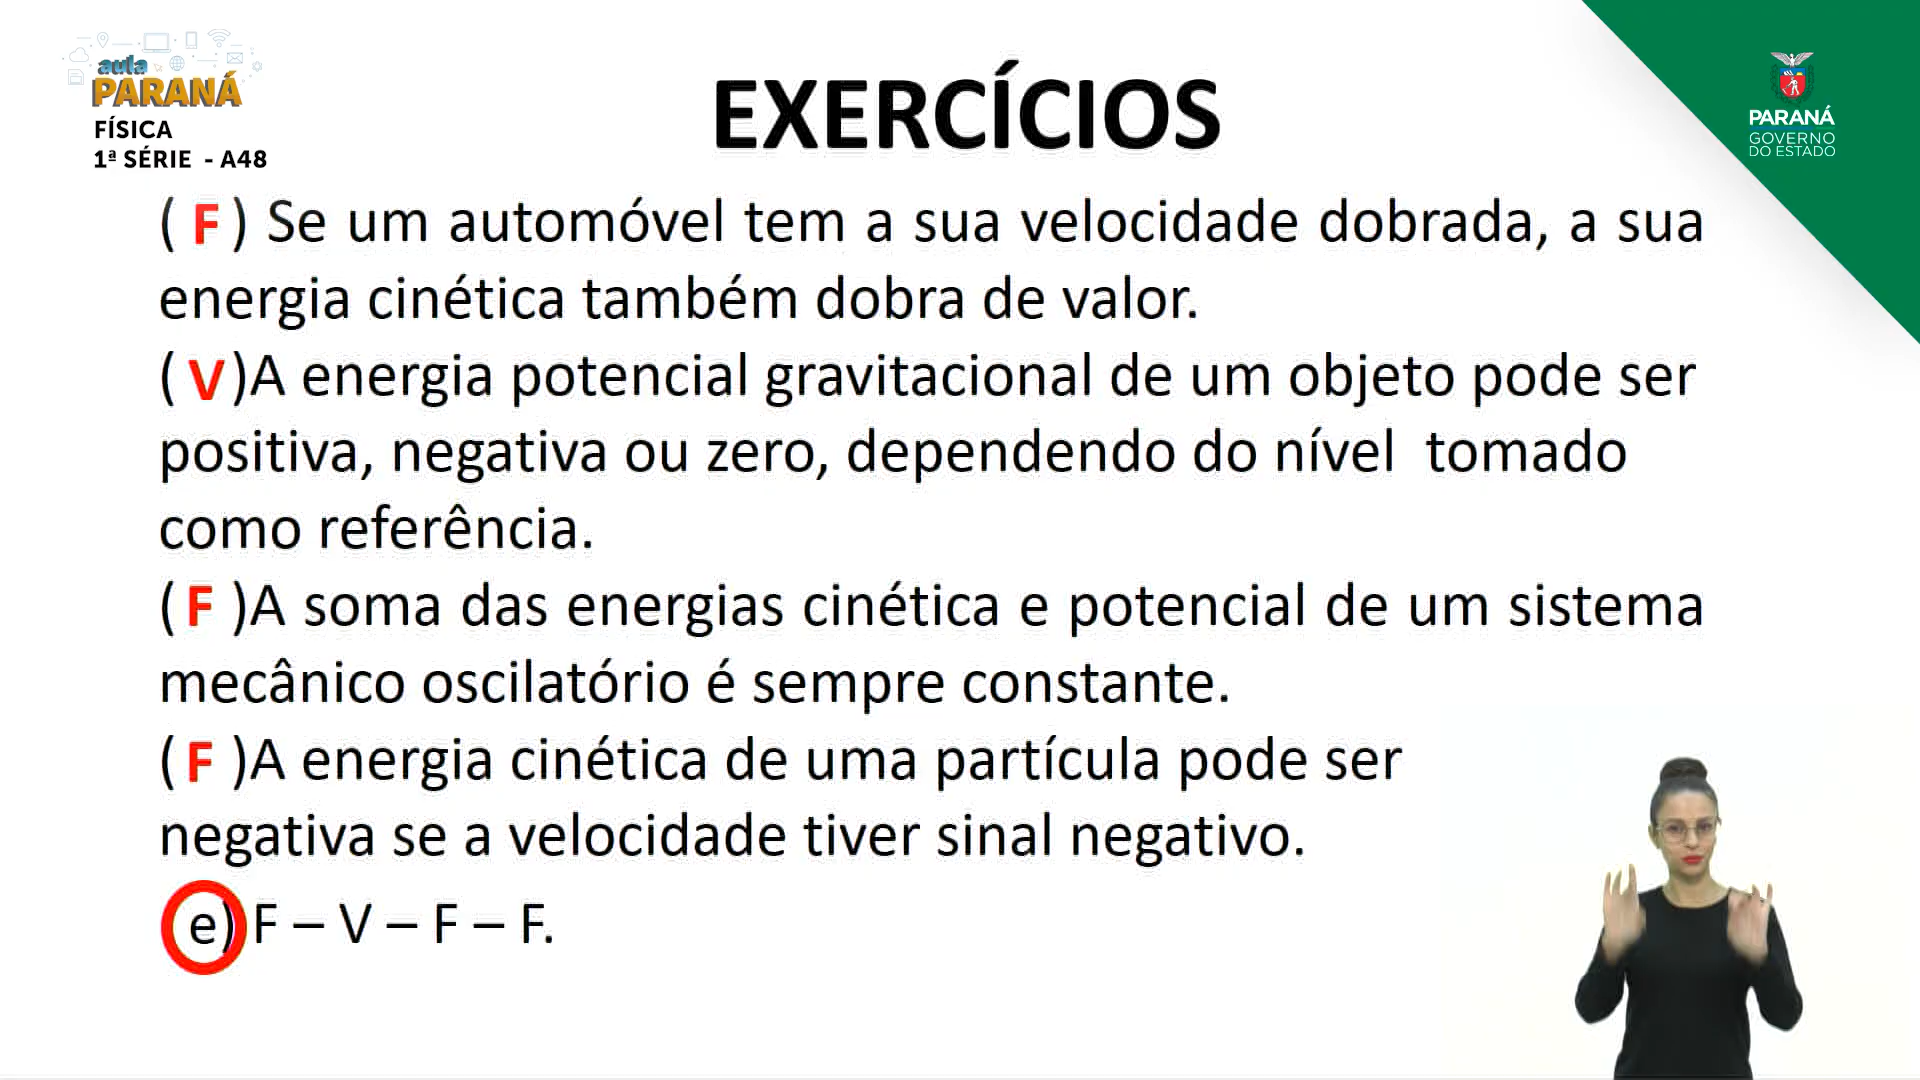 aula
PARANÁ
FÍSICA
1ª SÉRIE - A48
EXERCÍCIOS
PARANÁ
GOVERNO
DO ESTADO
( F ) Se um automóvel tem a sua velocidade dobrada, a sua
energia cinética também dobra de valor.
( V )A energia potencial gravitacional de um objeto pode ser
positiva, negativa ou zero, dependendo do nível tomado
como referência.
( F )A soma das energias cinética e potencial de um sistema
mecânico oscilatório é sempre constante.
( F )A energia cinética de uma partícula pode ser
negativa se a velocidade tiver sinal negativo.
e) F – V – F – F.